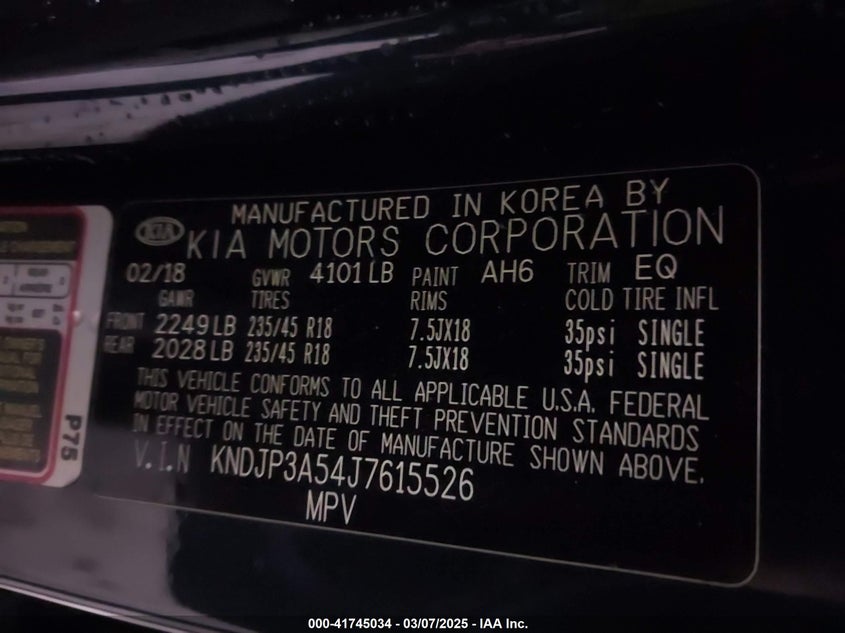 MANUFACTURED IN KOREA BY
KIA
KIA MOTORS CORPORATION
02/18 GVWR 4101 LB PAINT AH6 TRIM EQ
GAWR TIRES RIMS COLD TIRE INFL
FRONT 2249 LB 235/45 R18 7.5JX18 35psi SINGLE
REAR 2028 LB 235/45 R18 7.5JX18 35psi SINGLE
THIS VEHICLE CONFORMS TO ALL APPLICABLE U.S.A. FEDERAL
MOTOR VEHICLE SAFETY AND THEFT PREVENTION STANDARDS
IN EFFECT ON THE DATE OF MANUFACTURE SHOWN ABOVE.
V.I.N KNDJP3A54J7615526
MPV
P75
000-41745034 - 03/07/2025 - IAA Inc.